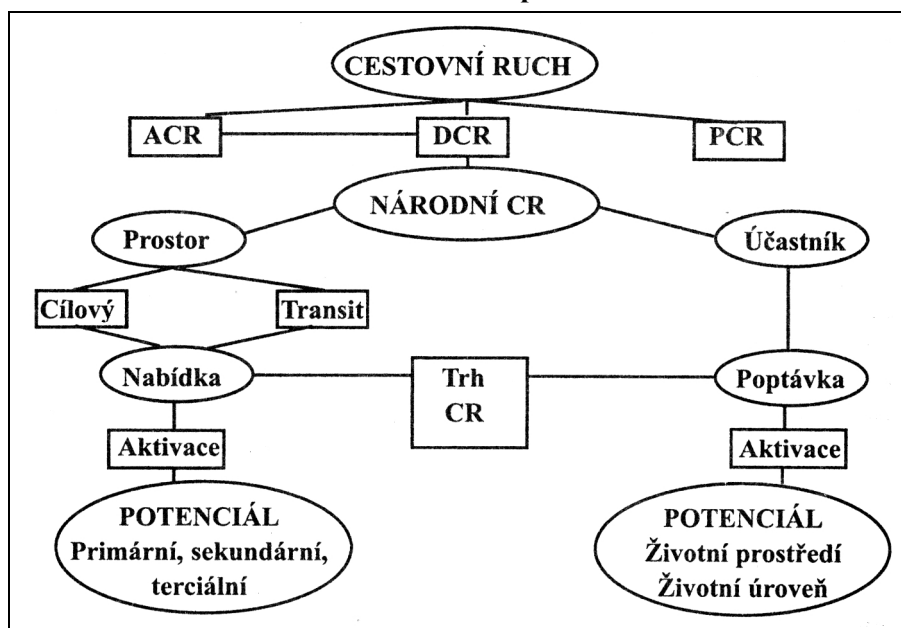 CESTOVNÍ RUCH
ACR
DCR
PCR
NÁRODNÍ CR
Prostor
Účastník
Cílový
Transit
Nabídka
Trh
CR
Poptávka
Aktivace
Aktivace
POTENCIÁL
Primární, sekundární,
terciální
POTENCIÁL
Životní prostředí
Životní úroveň